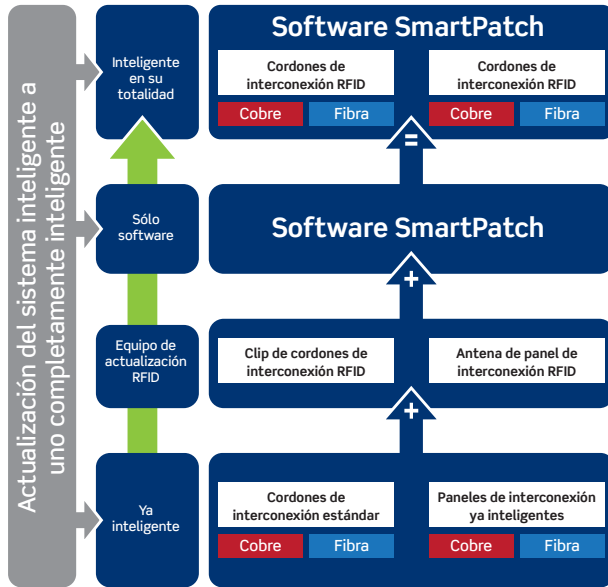 Actualización del sistema inteligente a
uno completamente inteligente
Inteligente
en su
totalidad
Software SmartPatch
Cordones de
interconexión RFID
Cobre
Fibra
Cordones de
interconexión RFID
Cobre
Fibra
=
Sólo
software
Software SmartPatch
+
Equipo de
actualización
RFID
Clip de cordones de
interconexión RFID
Antena de panel de
interconexión RFID
+
Ya
inteligente
Cordones de
interconexión estándar
Cobre
Fibra
Paneles de interconexión
ya inteligentes
Cobre
Fibra